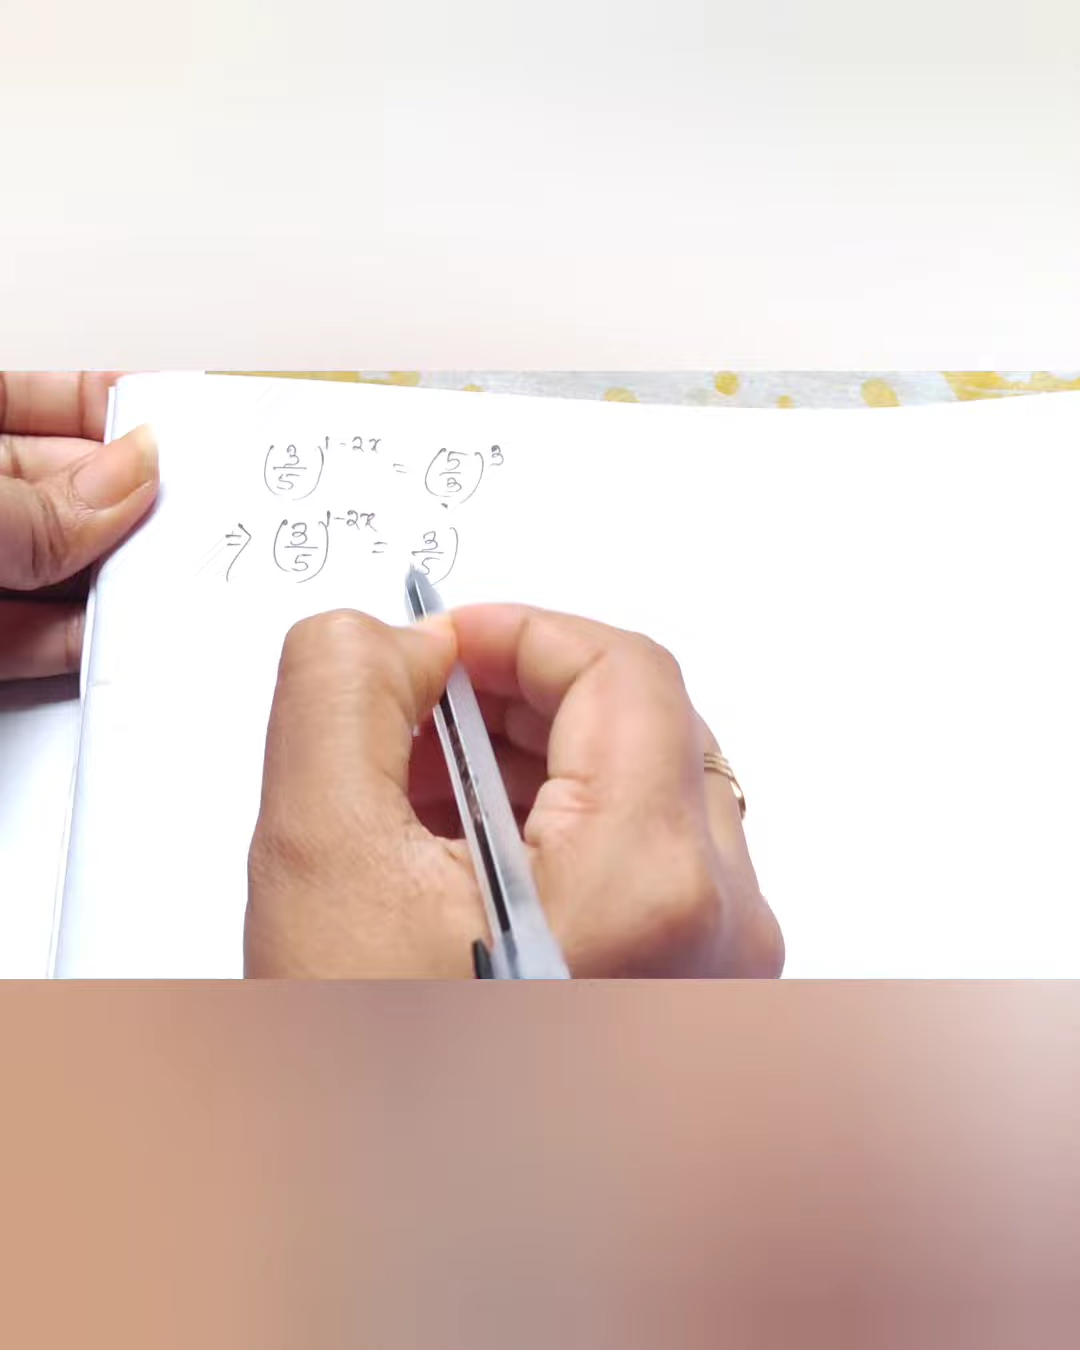 (3/5)^1-2x = (5/3)^3
⇒ (3/5)^1-2x = 3/5)